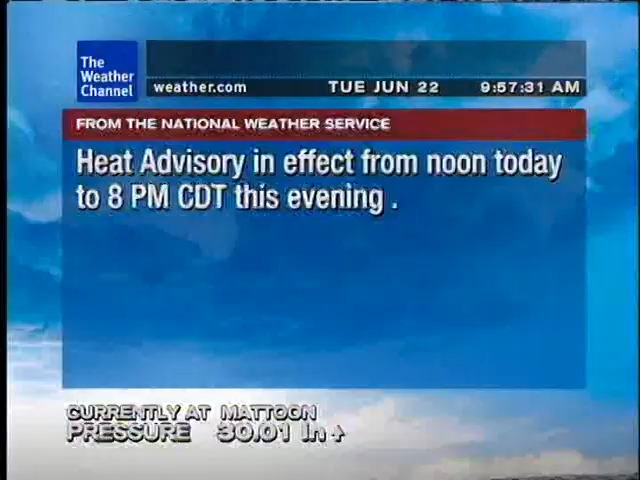 The
Weather
Channel
weather.com TUE JUN 22 9:57:31 AM
FROM THE NATIONAL WEATHER SERVICE
Heat Advisory in effect from noon today
to 8 PM CDT this evening .
CURRENTLY AT MATTOON
PRESSURE 30.01 In↑